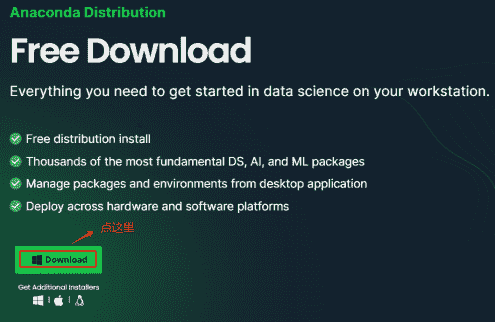 Anaconda Distribution
Free Download
Everything you need to get started in data science on your workstation.
Free distribution install
Thousands of the most fundamental DS, AI, and ML packages
Manage packages and environments from desktop application
Deploy across hardware and software platforms
点这里
Download
Get Additional Installers